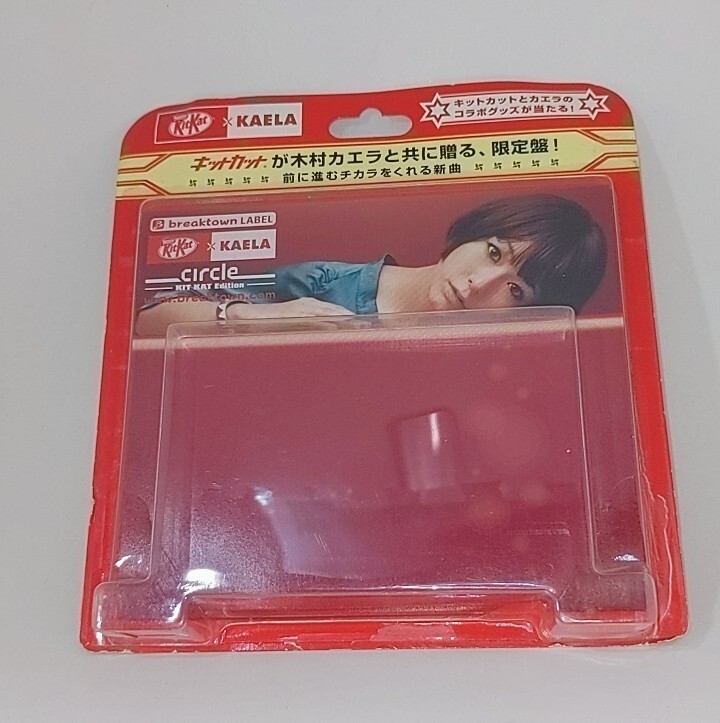 KitKat × KAELA
キットカットとカエラの
コラボグッズが当たる!
キットカットが木村カエラと共に贈る、限定盤!
前に進むチカラをくれる新曲
B breaktown LABEL
KitKat × KAELA
circle
KIT KAT Edition
www.breaktown.com